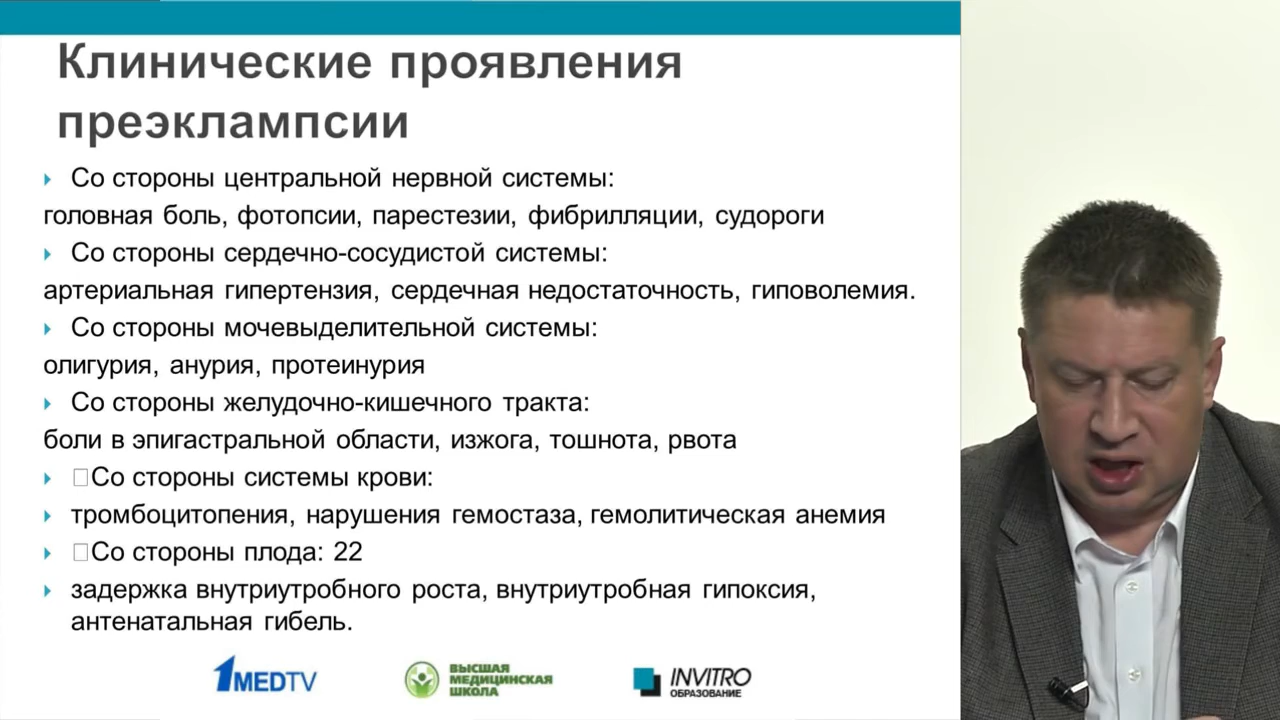 Клинические проявления
преэклампсии
Со стороны центральной нервной системы:
головная боль, фотопсии, парестезии, фибрилляции, судороги
Со стороны сердечно-сосудистой системы:
артериальная гипертензия, сердечная недостаточность, гиповолемия.
Со стороны мочевыделительной системы:
олигурия, анурия, протеинурия
Со стороны желудочно-кишечного тракта:
боли в эпигастральной области, изжога, тошнота, рвота
Со стороны системы крови:
тромбоцитопения, нарушения гемостаза, гемолитическая анемия
Со стороны плода: 22
задержка внутриутробного роста, внутриутробная гипоксия,
антенатальная гибель.
1MEDTV
ВЫСШАЯ
МЕДИЦИНСКАЯ
ШКОЛА
INVITRO
ОБРАЗОВАНИЕ